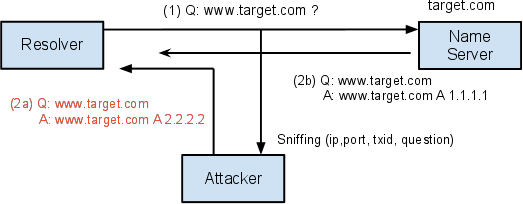 (1) Q: www.target.com ?
target.com
Resolver
Name
Server
(2a) Q: www.target.com
A: www.target.com A 2.2.2.2
(2b) Q: www.target.com
A: www.target.com A 1.1.1.1
Sniffing (ip,port, txid, question)
Attacker